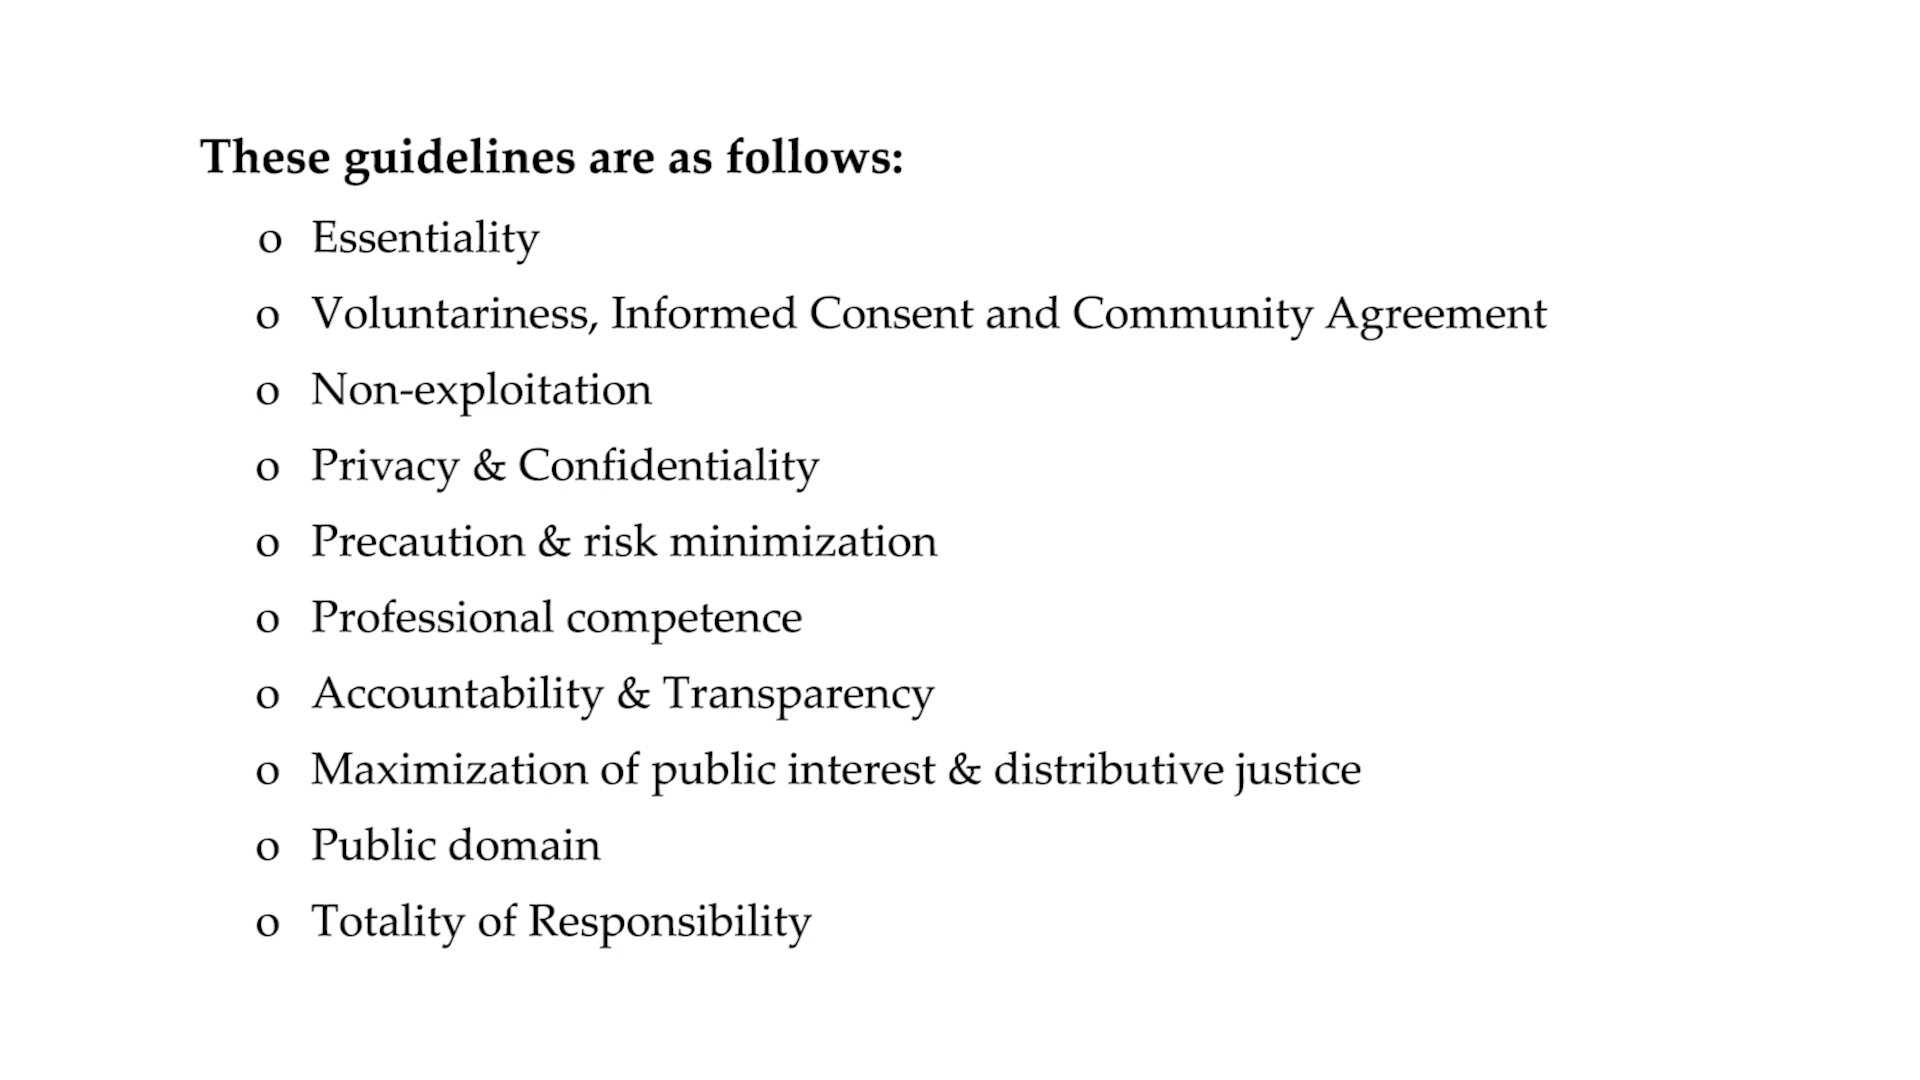 These guidelines are as follows:
o Essentiality
o Voluntariness, Informed Consent and Community Agreement
o Non-exploitation
o Privacy & Confidentiality
o Precaution & risk minimization
o Professional competence
o Accountability & Transparency
o Maximization of public interest & distributive justice
o Public domain
o Totality of Responsibility